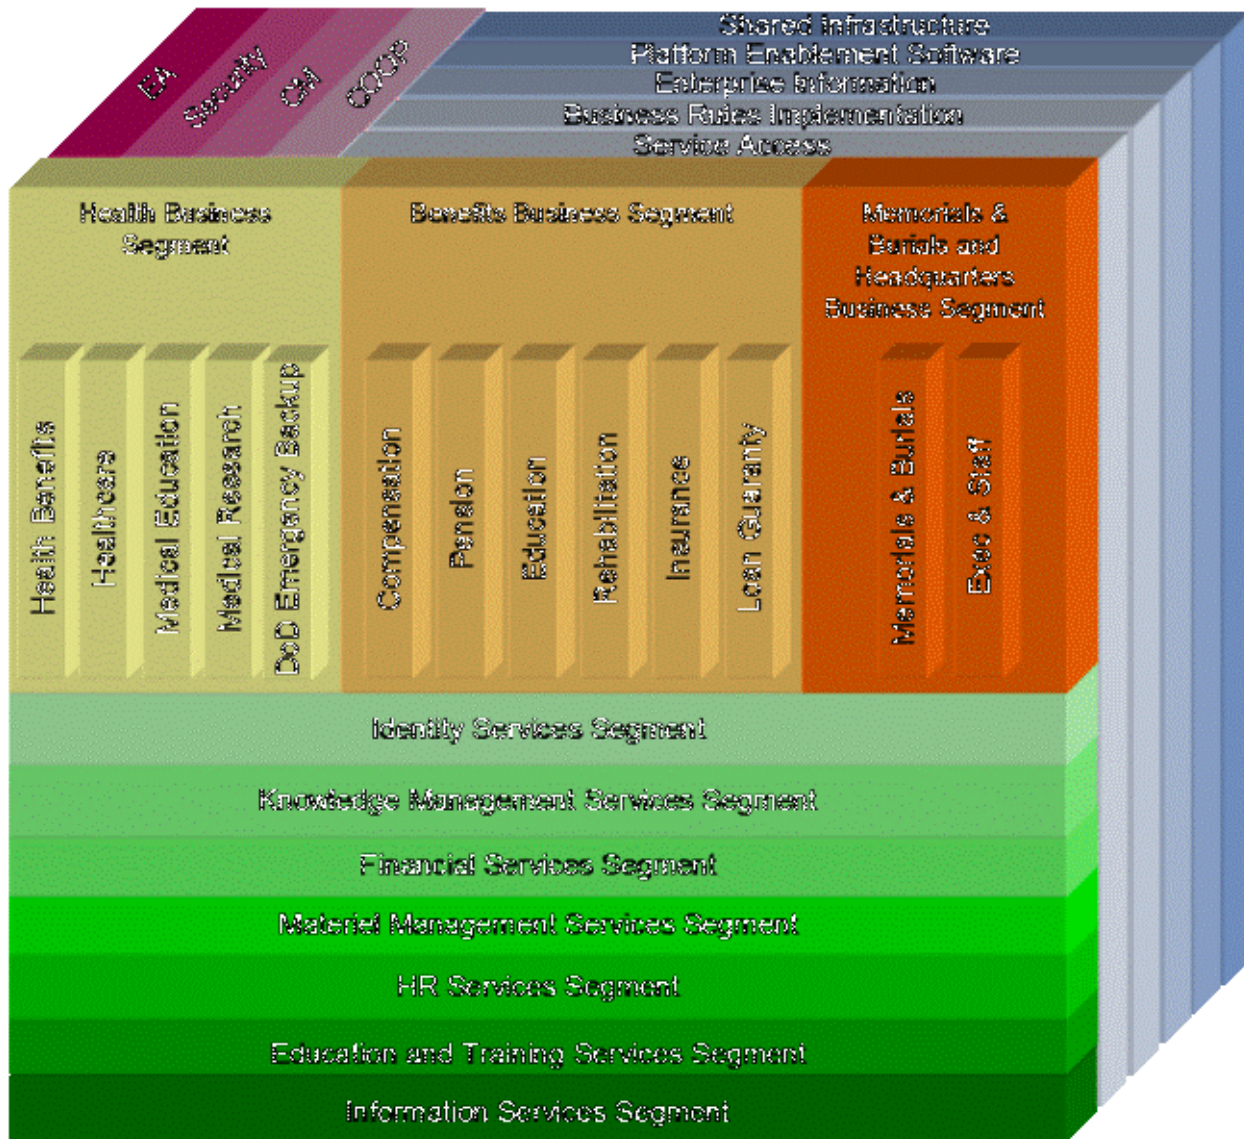 Shared Infrastructure
Platform Enablement Software
Enterprise Information
Business Rules Implementation
Service Access
EA
Security
CM
COOP
Health Business
Segment
Benefits Business Segment
Memorials &
Burials and
Headquarters
Business Segment
Health Benefits
Healthcare
Medical Education
Medical Research
DoD Emergency Backup
Compensation
Pension
Education
Rehabilitation
Insurance
Loan Guaranty
Memorials & Burials
Exec & Staff
Identity Services Segment
Knowledge Management Services Segment
Financial Services Segment
Materiel Management Services Segment
HR Services Segment
Education and Training Services Segment
Information Services Segment